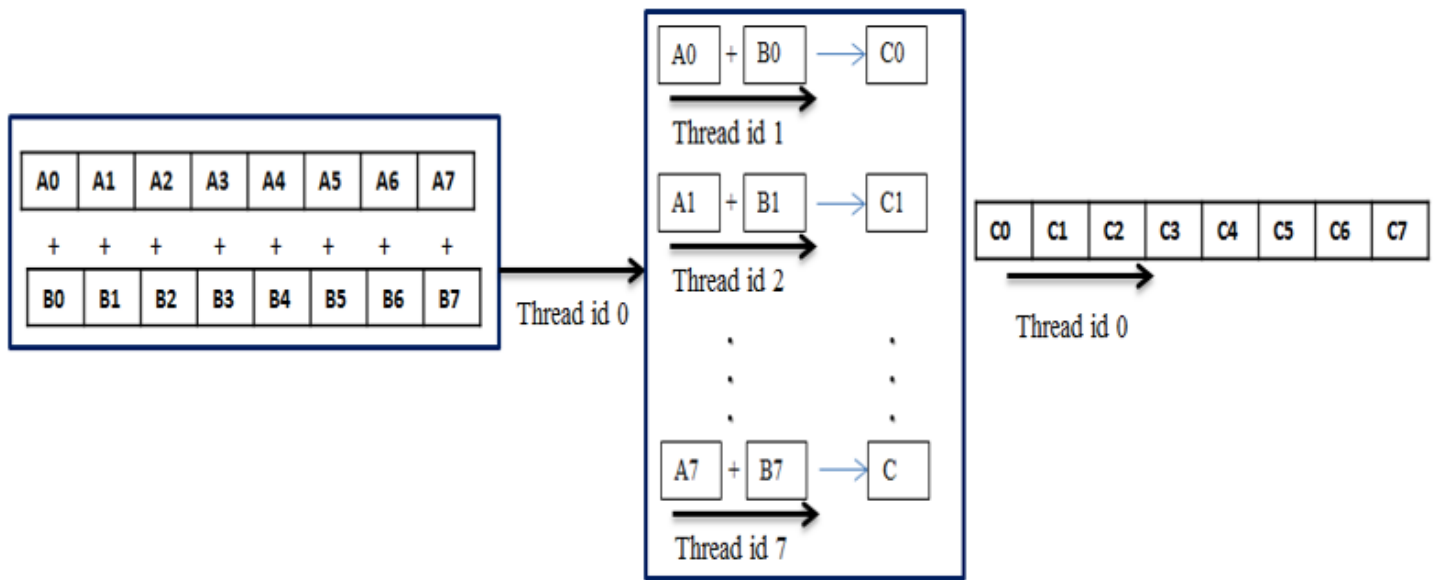 A0 A1 A2 A3 A4 A5 A6 A7
+ + + + + + + +
B0 B1 B2 B3 B4 B5 B6 B7
Thread id 0
A0 + B0 C0
Thread id 1
A1 + B1 C1
Thread id 2
A7 + B7 C
Thread id 7
C0 C1 C2 C3 C4 C5 C6 C7
Thread id 0